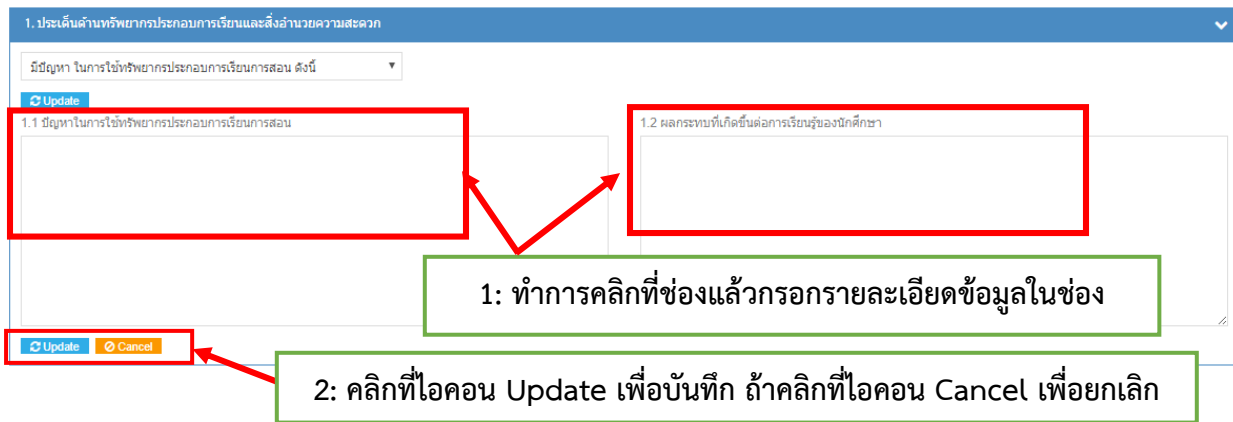 1. ประเด็นด้านทรัพยากรประกอบการเรียนและสิ่งอำนวยความสะดวก
มีปัญหา ในการใช้ทรัพยากรประกอบการเรียนการสอน ดังนี้
Update
1.1 ปัญหาในการใช้ทรัพยากรประกอบการเรียนการสอน
1.2 ผลกระทบที่เกิดขึ้นต่อการเรียนรู้ของนักศึกษา
1: ทำการคลิกที่ช่องแล้วกรอกรายละเอียดข้อมูลในช่อง
Update Cancel
2: คลิกที่ไอคอน Update เพื่อบันทึก ถ้าคลิกที่ไอคอน Cancel เพื่อยกเลิก